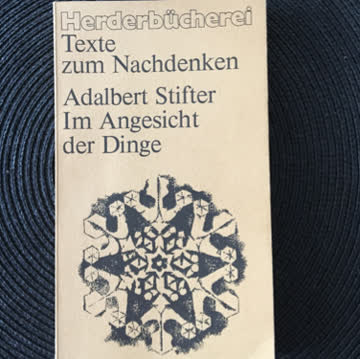 Herderbücherei
Texte
zum Nachdenken
Adalbert Stifter
Im Angesicht
der Dinge